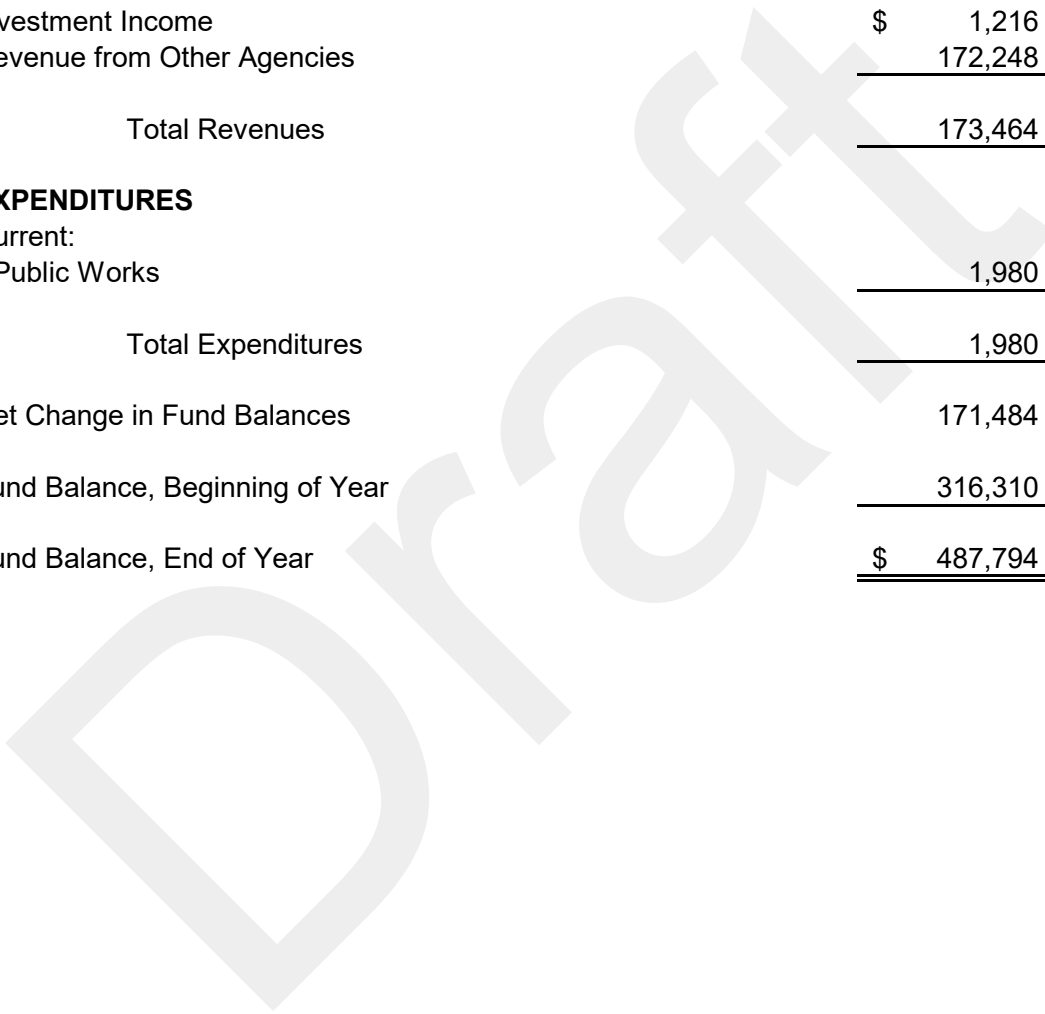 vestment Income $ 1,216
evenue from Other Agencies 172,248
Total Revenues 173,464
XPENDITURES
urrent:
Public Works 1,980
Total Expenditures 1,980
et Change in Fund Balances 171,484
und Balance, Beginning of Year 316,310
und Balance, End of Year $ 487,794
Draft